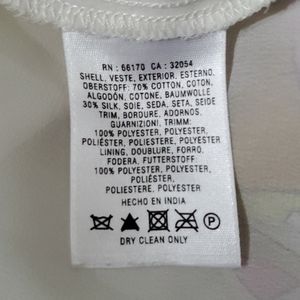 RN : 66170 CA : 32054
SHELL, VESTE, EXTERIOR, ESTERNO,
OBERSTOFF: 70% COTTON, COTON,
ALGODÓN, COTONE, BAUMWOLLE
30% SILK, SOIE, SEDA, SETA, SEIDE
TRIM, BORDURE, ADORNOS,
GUARNIZIONI, TRIMM:
100% POLYESTER, POLYESTER,
POLIÉSTER, POLIESTERE, POLYESTER
LINING, DOUBLURE, FORRO,
FODERA, FUTTERSTOFF:
100% POLYESTER, POLYESTER,
POLIÉSTER,
POLIESTERE, POLYESTER
HECHO EN INDIA
P
DRY CLEAN ONLY